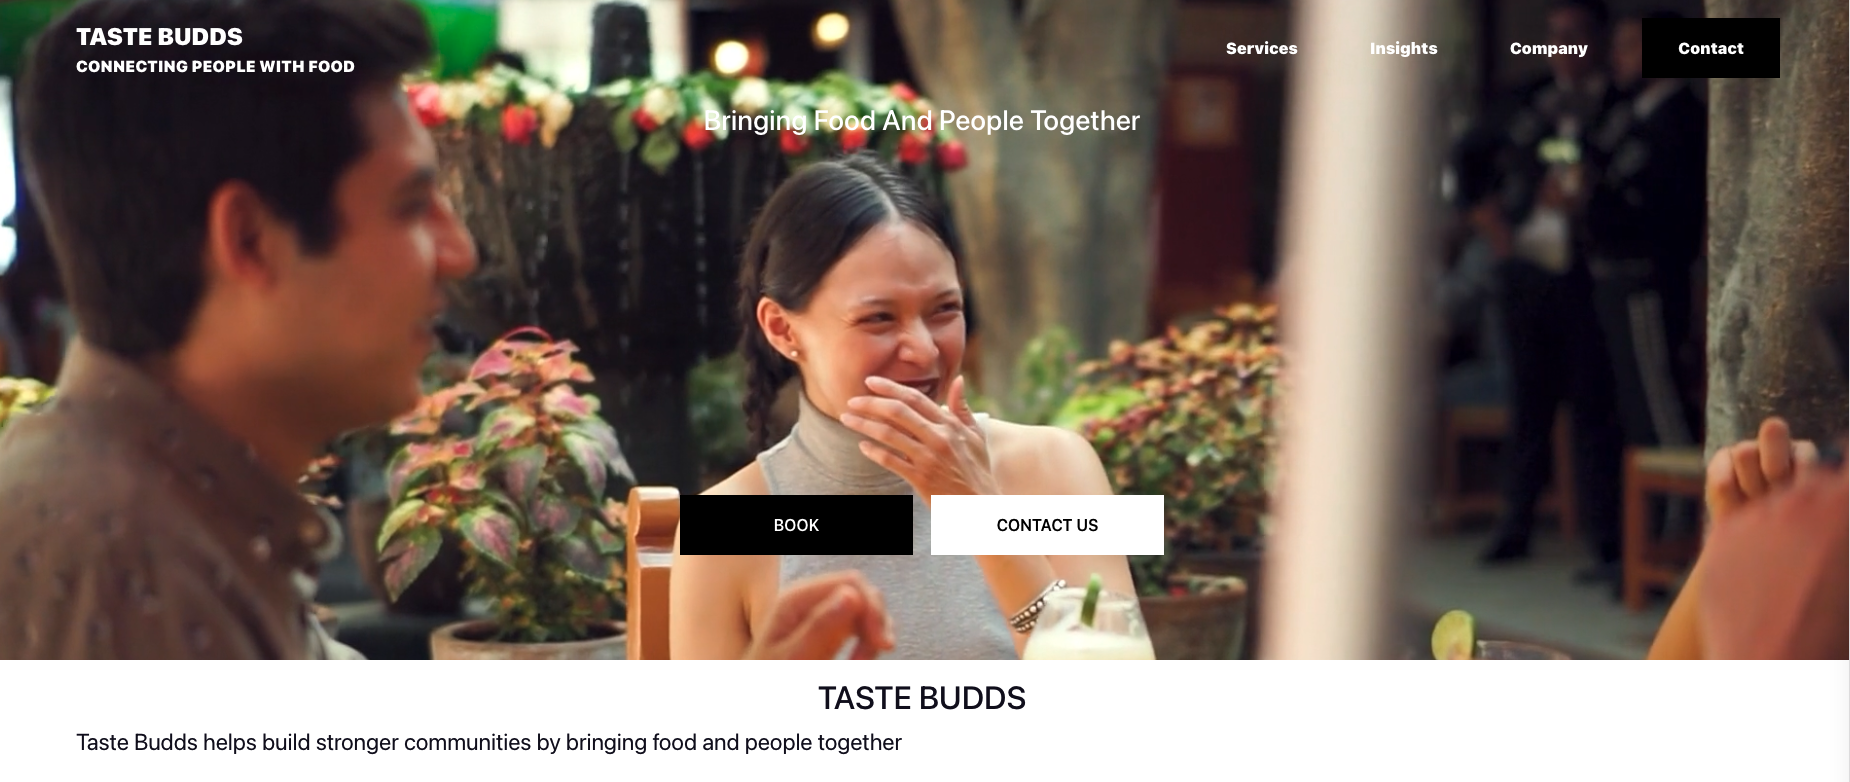 TASTE BUDDS
CONNECTING PEOPLE WITH FOOD
Services Insights Company Contact
Bringing Food And People Together
BOOK CONTACT US
TASTE BUDDS
Taste Budds helps build stronger communities by bringing food and people together